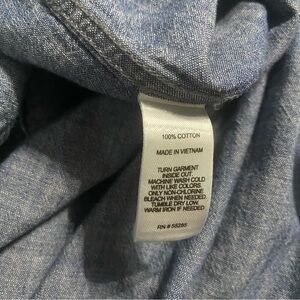 100% COTTON
MADE IN VIETNAM
TURN GARMENT
INSIDE OUT.
MACHINE WASH COLD
WITH LIKE COLORS.
ONLY NON-CHLORINE
BLEACH WHEN NEEDED.
TUMBLE DRY LOW.
WARM IRON IF NEEDED
RN # 55285